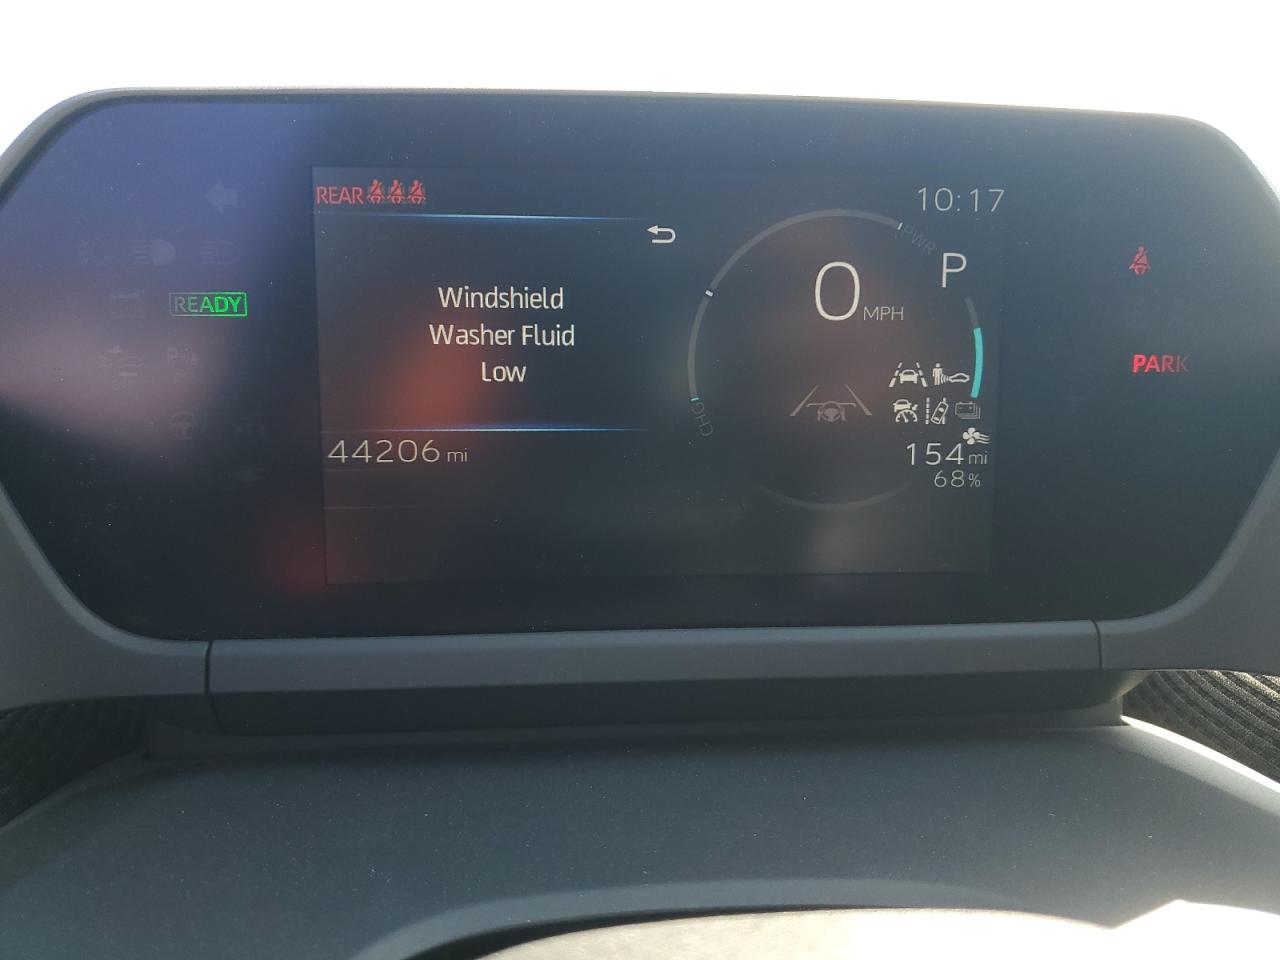 REAR
10:17
PWR
P
READY
Windshield
Washer Fluid
Low
0 MPH
PARK
CHG
44206 mi
154 mi
68%